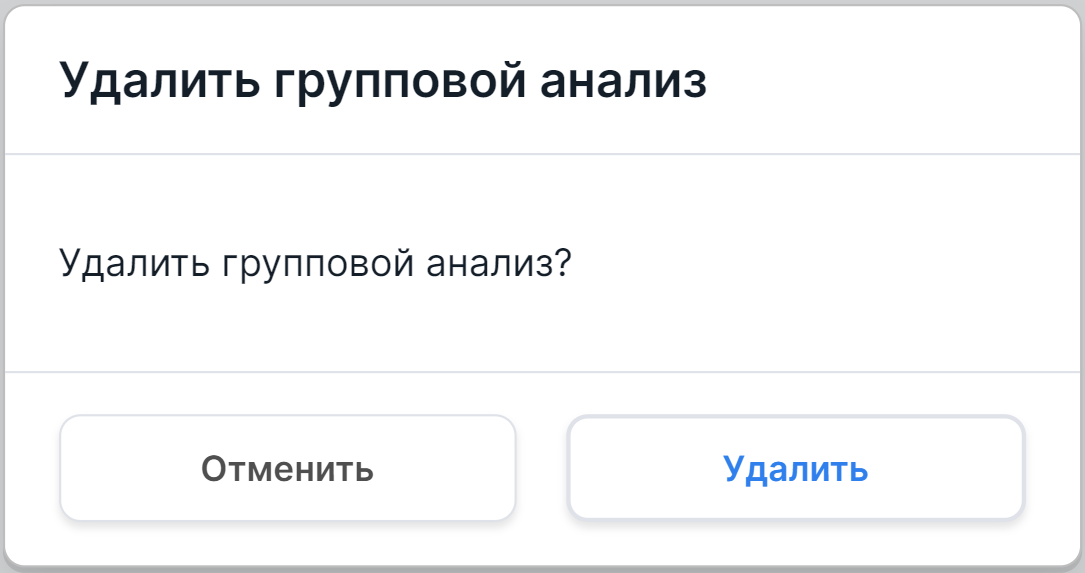 Удалить групповой анализ
Удалить групповой анализ?
Отменить
Удалить